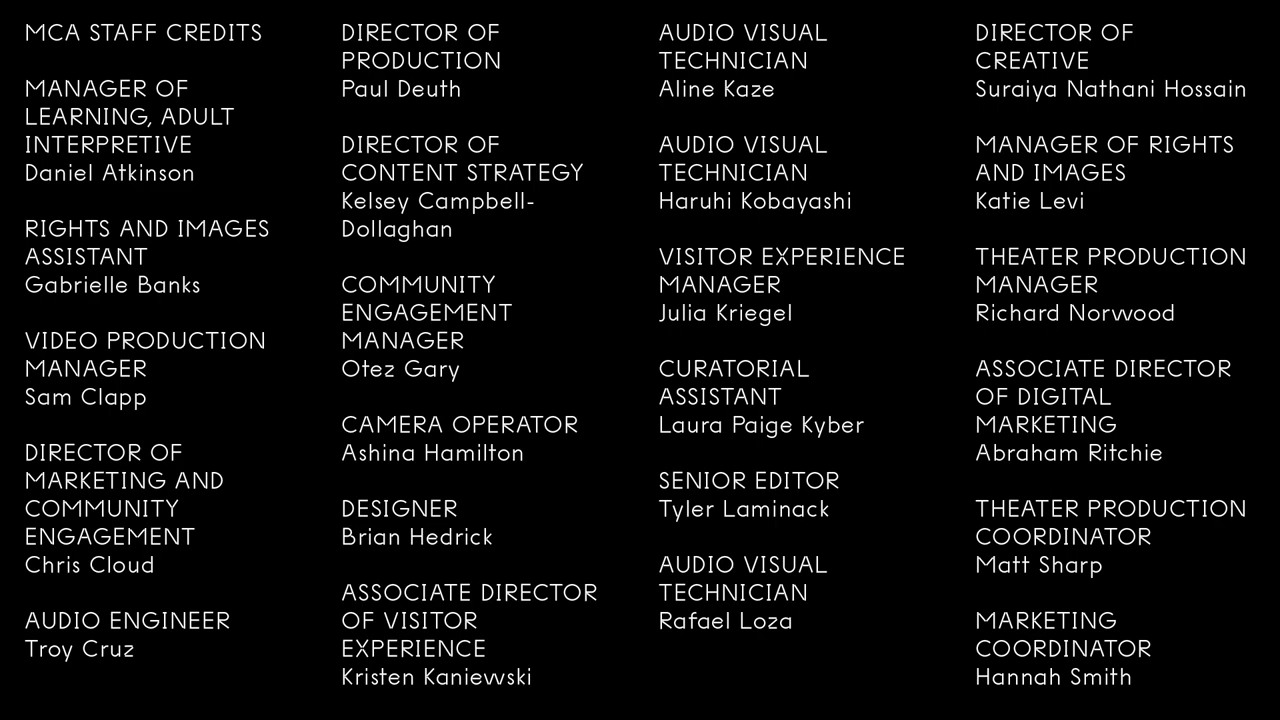 MCA STAFF CREDITS
MANAGER OF
LEARNING, ADULT
INTERPRETIVE
Daniel Atkinson
RIGHTS AND IMAGES
ASSISTANT
Gabrielle Banks
VIDEO PRODUCTION
MANAGER
Sam Clapp
DIRECTOR OF
MARKETING AND
COMMUNITY
ENGAGEMENT
Chris Cloud
AUDIO ENGINEER
Troy Cruz
DIRECTOR OF
PRODUCTION
Paul Deuth
DIRECTOR OF
CONTENT STRATEGY
Kelsey Campbell-
Dollaghan
COMMUNITY
ENGAGEMENT
MANAGER
Otez Gary
CAMERA OPERATOR
Ashina Hamilton
DESIGNER
Brian Hedrick
ASSOCIATE DIRECTOR
OF VISITOR
EXPERIENCE
Kristen Kaniewski
AUDIO VISUAL
TECHNICIAN
Aline Kaze
AUDIO VISUAL
TECHNICIAN
Haruhi Kobayashi
VISITOR EXPERIENCE
MANAGER
Julia Kriegel
CURATORIAL
ASSISTANT
Laura Paige Kyber
SENIOR EDITOR
Tyler Laminack
AUDIO VISUAL
TECHNICIAN
Rafael Loza
DIRECTOR OF
CREATIVE
Suraiya Nathani Hossain
MANAGER OF RIGHTS
AND IMAGES
Katie Levi
THEATER PRODUCTION
MANAGER
Richard Norwood
ASSOCIATE DIRECTOR
OF DIGITAL
MARKETING
Abraham Ritchie
THEATER PRODUCTION
COORDINATOR
Matt Sharp
MARKETING
COORDINATOR
Hannah Smith